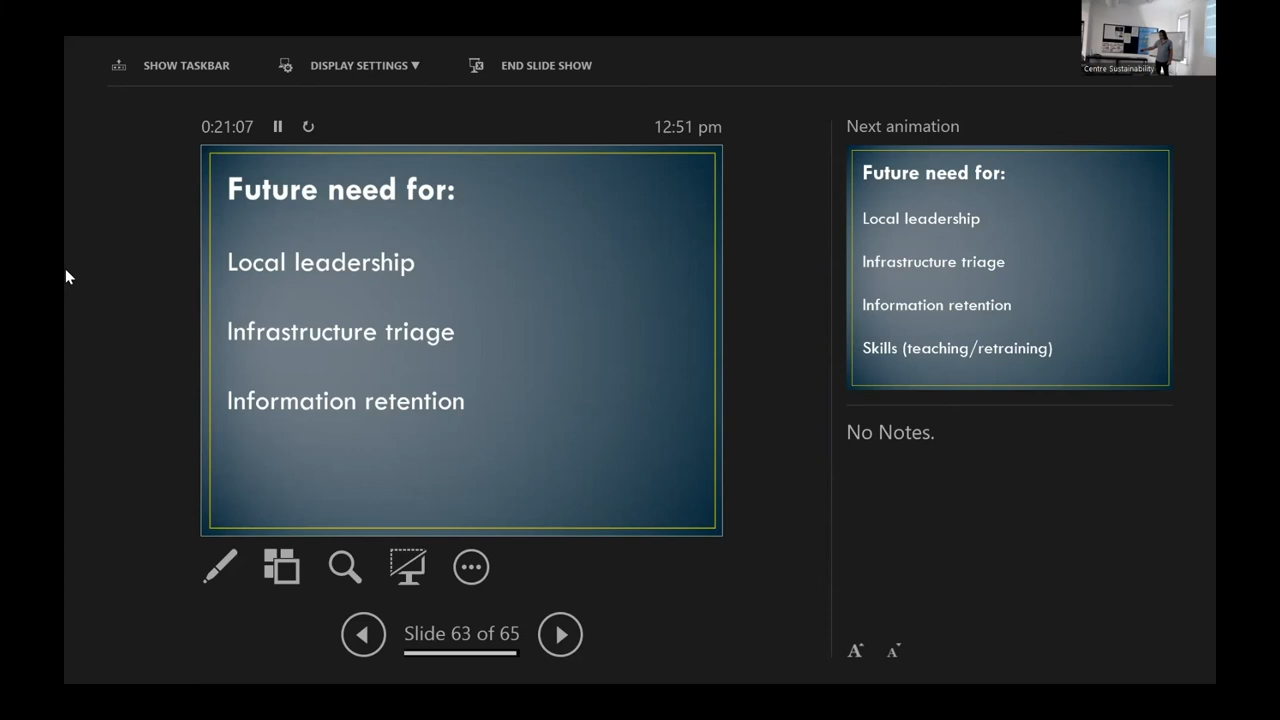 SHOW TASKBAR
DISPLAY SETTINGS ▼
END SLIDE SHOW
Centre Sustainability
0:21:07
12:51 pm
Future need for:
Local leadership
Infrastructure triage
Information retention
Slide 63 of 65
Next animation
Future need for:
Local leadership
Infrastructure triage
Information retention
Skills (teaching/retraining)
No Notes.
A
A